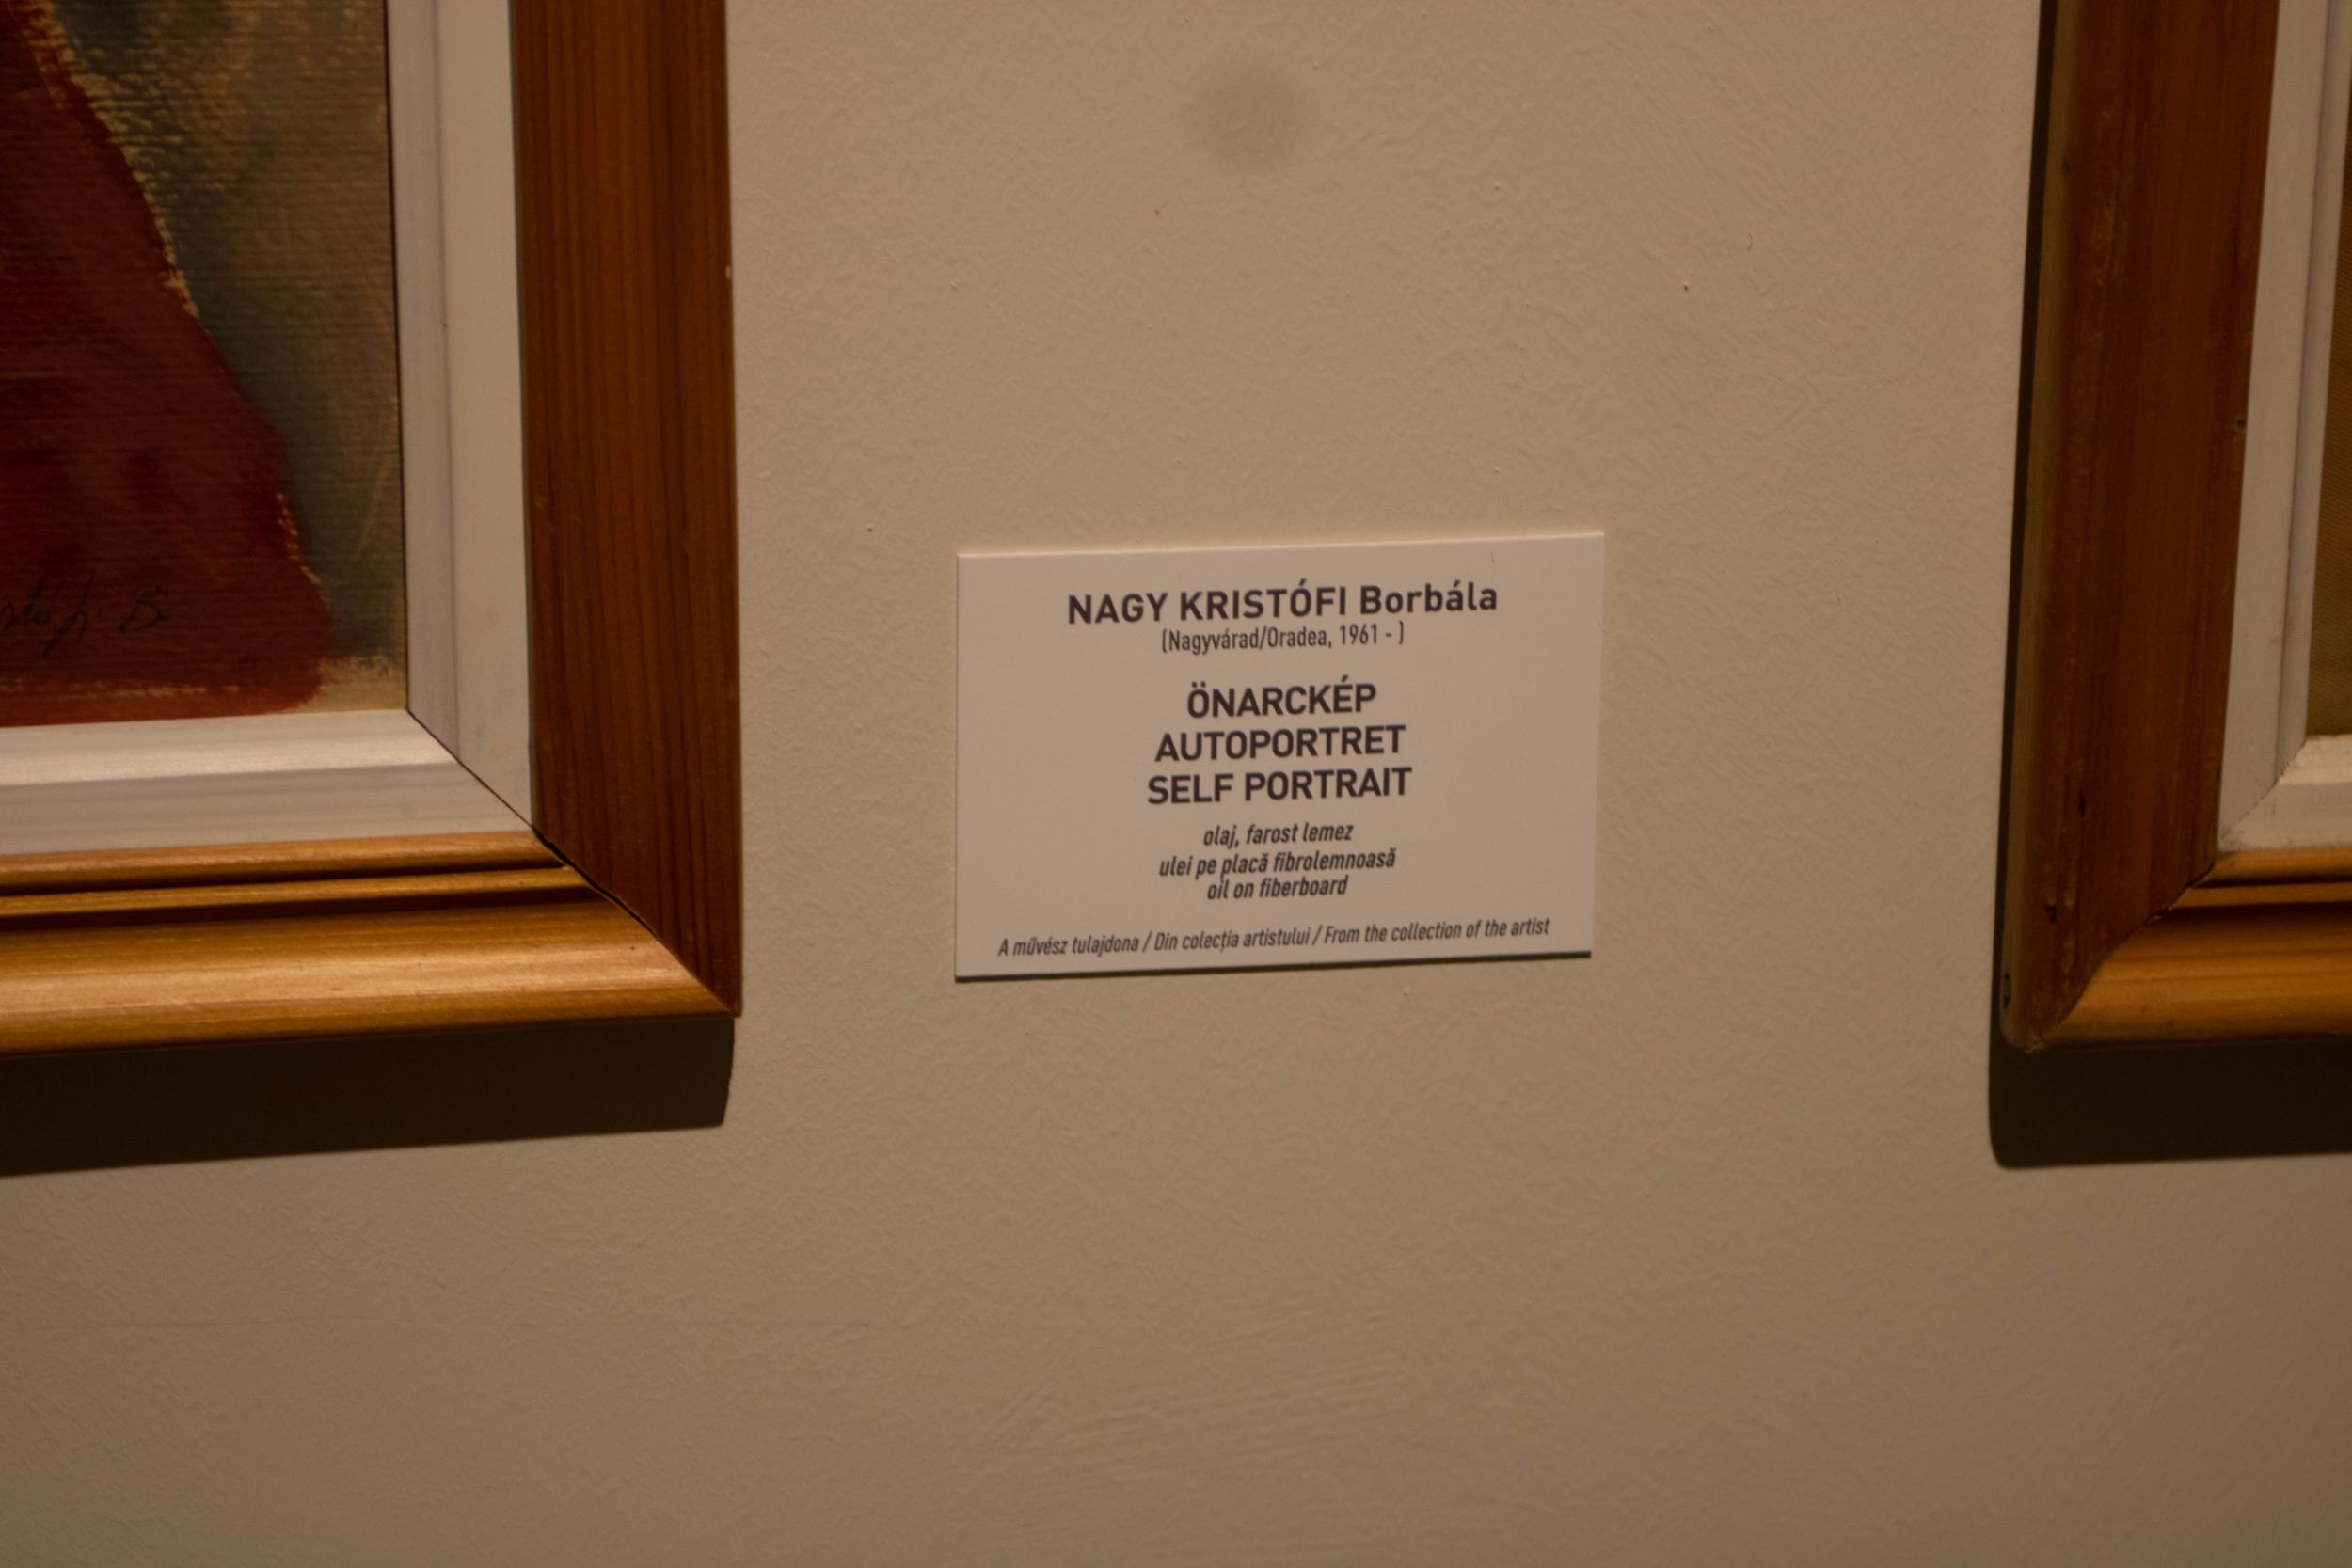 NAGY KRISTÓFI Borbála
(Nagyvárad/Oradea, 1961 - )
ÖNARCKÉP
AUTOPORTRET
SELF PORTRAIT
olaj, farost lemez
ulei pe placă fibrolemnoasă
oil on fiberboard
A művész tulajdona / Din colecția artistului / From the collection of the artist